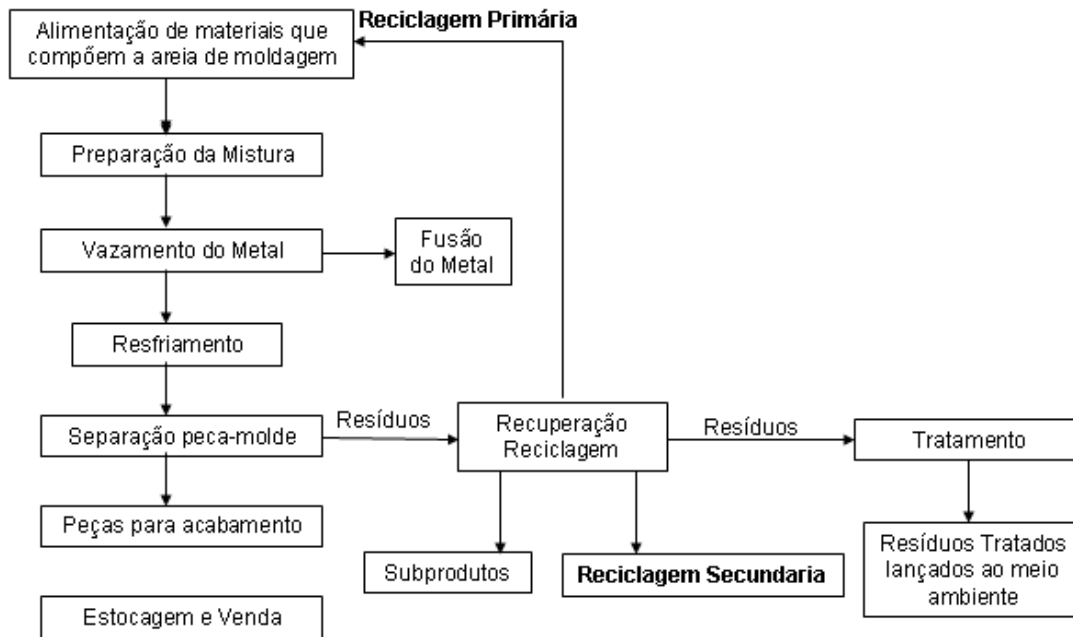 Reciclagem Primária
Alimentação de materiais que
compõem a areia de moldagem
Preparação da Mistura
Vazamento do Metal
Fusão
do Metal
Resfriamento
Separação peca-molde
Resíduos
Recuperação
Reciclagem
Resíduos
Tratamento
Peças para acabamento
Subprodutos
Reciclagem Secundaria
Resíduos Tratados
lançados ao meio
ambiente
Estocagem e Venda